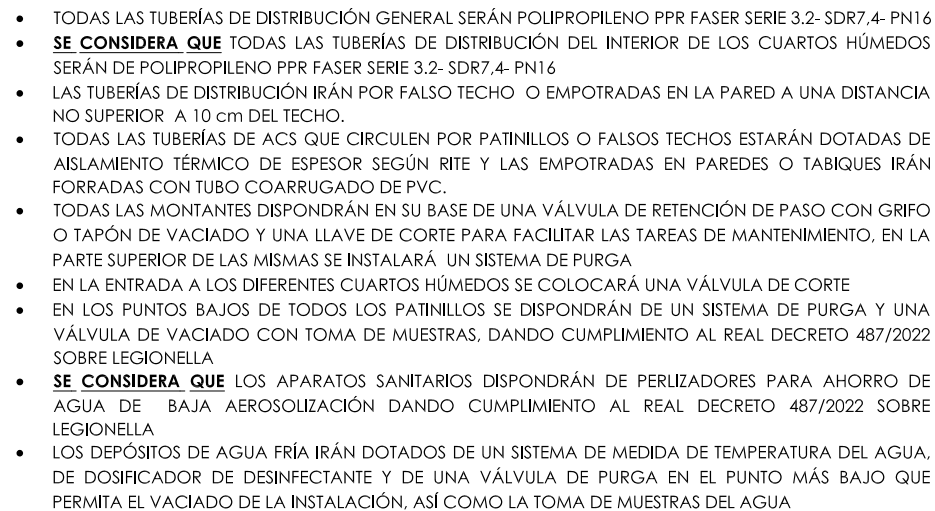 • TODAS LAS TUBERÍAS DE DISTRIBUCIÓN GENERAL SERÁN POLIPROPILENO PPR FASER SERIE 3.2- SDR7,4- PN16
• SE CONSIDERA QUE TODAS LAS TUBERÍAS DE DISTRIBUCIÓN DEL INTERIOR DE LOS CUARTOS HÚMEDOS
SERÁN DE POLIPROPILENO PPR FASER SERIE 3.2- SDR7,4- PN16
• LAS TUBERÍAS DE DISTRIBUCIÓN IRÁN POR FALSO TECHO O EMPOTRADAS EN LA PARED A UNA DISTANCIA
NO SUPERIOR A 10 cm DEL TECHO.
• TODAS LAS TUBERÍAS DE ACS QUE CIRCULEN POR PATINILLOS O FALSOS TECHOS ESTARÁN DOTADAS DE
AISLAMIENTO TÉRMICO DE ESPESOR SEGÚN RITE Y LAS EMPOTRADAS EN PAREDES O TABIQUES IRÁN
FORRADAS CON TUBO COARRUGADO DE PVC.
• TODAS LAS MONTANTES DISPONDRÁN EN SU BASE DE UNA VÁLVULA DE RETENCIÓN DE PASO CON GRIFO
O TAPÓN DE VACIADO Y UNA LLAVE DE CORTE PARA FACILITAR LAS TAREAS DE MANTENIMIENTO, EN LA
PARTE SUPERIOR DE LAS MISMAS SE INSTALARÁ UN SISTEMA DE PURGA
• EN LA ENTRADA A LOS DIFERENTES CUARTOS HÚMEDOS SE COLOCARÁ UNA VÁLVULA DE CORTE
• EN LOS PUNTOS BAJOS DE TODOS LOS PATINILLOS SE DISPONDRÁN DE UN SISTEMA DE PURGA Y UNA
VÁLVULA DE VACIADO CON TOMA DE MUESTRAS, DANDO CUMPLIMIENTO AL REAL DECRETO 487/2022
SOBRE LEGIONELLA
• SE CONSIDERA QUE LOS APARATOS SANITARIOS DISPONDRÁN DE PERLIZADORES PARA AHORRO DE
AGUA DE BAJA AEROSOLIZACIÓN DANDO CUMPLIMIENTO AL REAL DECRETO 487/2022 SOBRE
LEGIONELLA
• LOS DEPÓSITOS DE AGUA FRÍA IRÁN DOTADOS DE UN SISTEMA DE MEDIDA DE TEMPERATURA DEL AGUA,
DE DOSIFICADOR DE DESINFECTANTE Y DE UNA VÁLVULA DE PURGA EN EL PUNTO MÁS BAJO QUE
PERMITA EL VACIADO DE LA INSTALACIÓN, ASÍ COMO LA TOMA DE MUESTRAS DEL AGUA